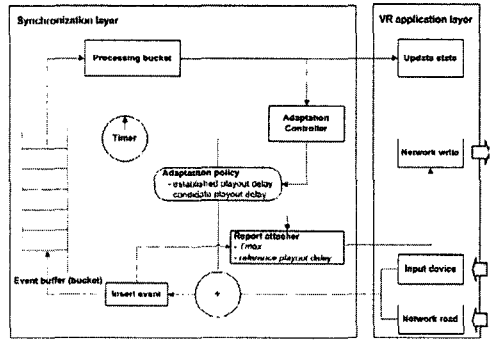 Synchronization layer
VR application layer
Processing bucket
Update state
Adaptation
Controller
Timer
Network write
Adaptation policy
- established playout delay
candidate playout delay
Report attacher
- Tmax
- reference playout delay
Input device
Event buffer (bucket)
Insert event
+
Network read